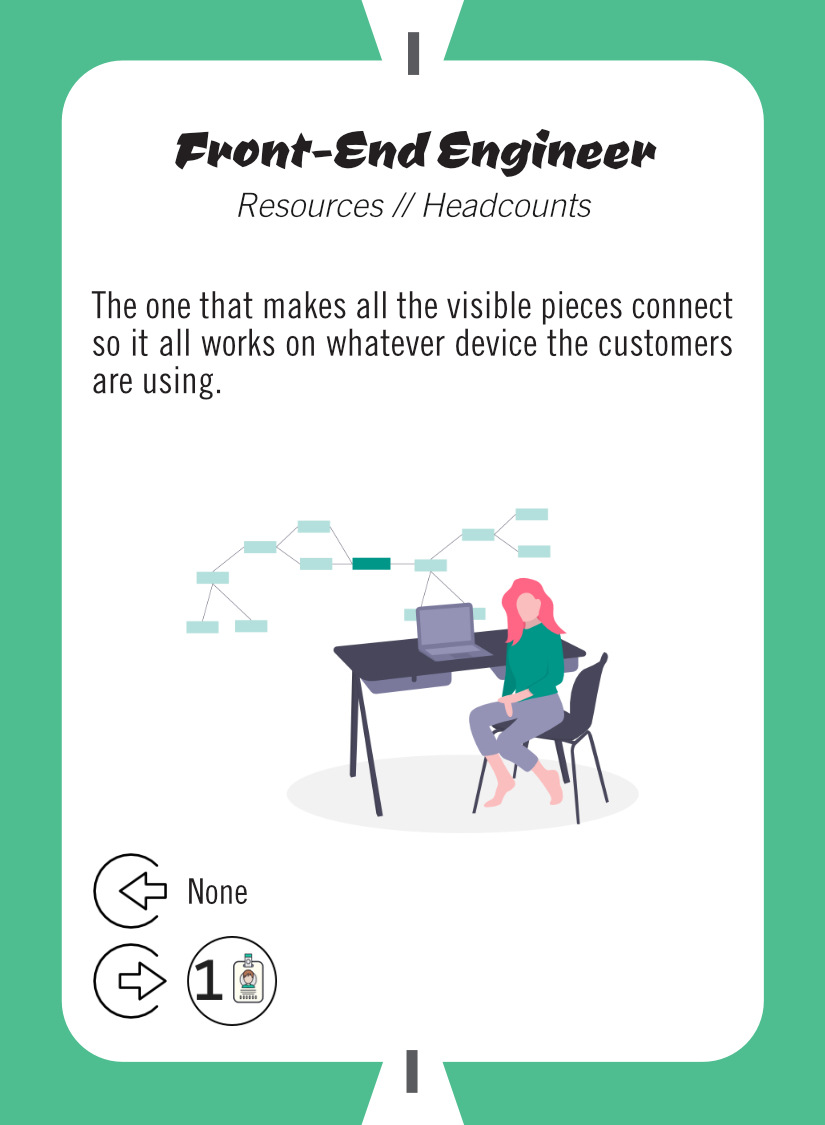 I
Front-End Engineer
Resources // Headcounts
The one that makes all the visible pieces connect
so it all works on whatever device the customers
are using.
None
1
I